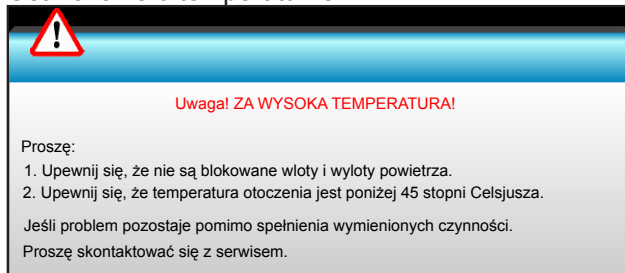 Uwaga! ZA WYSOKA TEMPERATURA!
Proszę:
1. Upewnij się, że nie są blokowane wloty i wyloty powietrza.
2. Upewnij się, że temperatura otoczenia jest poniżej 45 stopni Celsjusza.
Jeśli problem pozostaje pomimo spełnienia wymienionych czynności.
Proszę skontaktować się z serwisem.